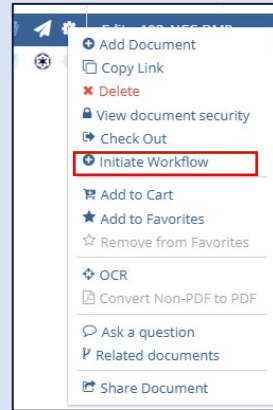 Add Document
Copy Link
Delete
View document security
Check Out
Initiate Workflow
Add to Cart
Add to Favorites
Remove from Favorites
OCR
Convert Non-PDF to PDF
Ask a question
Related documents
Share Document